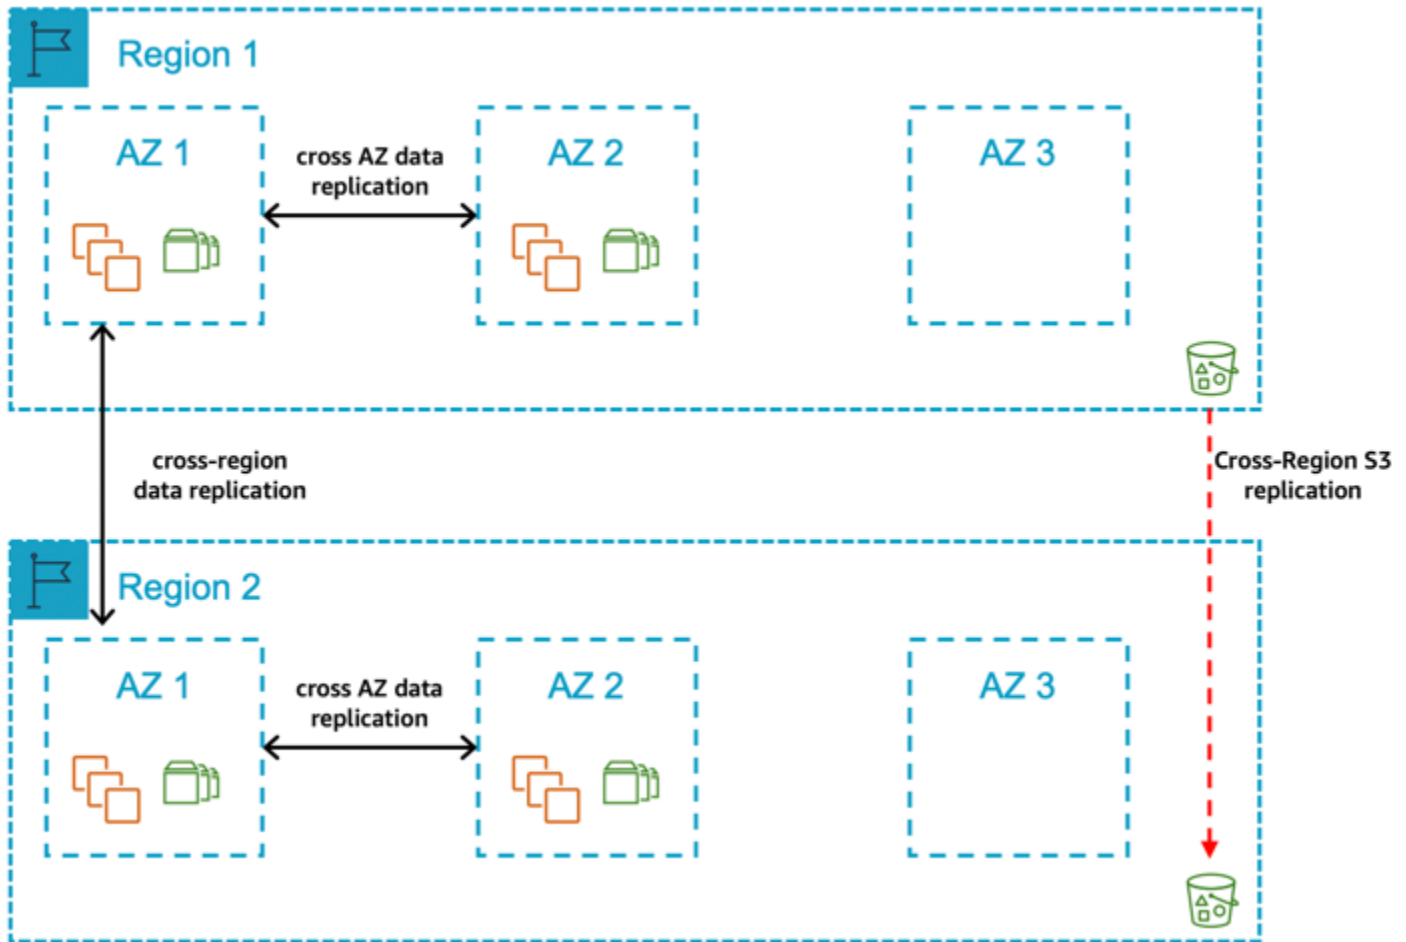 Region 1
AZ 1
cross AZ data
replication
AZ 2
AZ 3
cross-region
data replication
Cross-Region S3
replication
Region 2
AZ 1
cross AZ data
replication
AZ 2
AZ 3